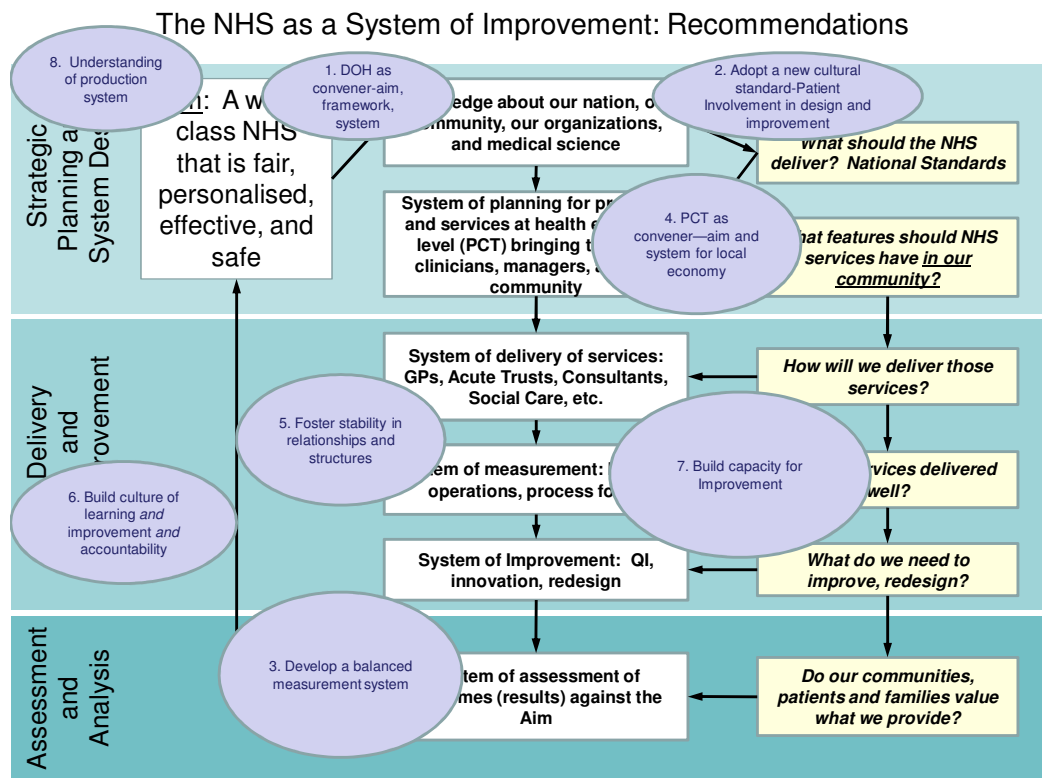 The NHS as a System of Improvement: Recommendations
8. Understanding
of production
system
1. DOH as
convener-aim,
framework,
system
2. Adopt a new cultural
standard-Patient
Involvement in design and
improvement
Strategic
Planning a
System Des
A w
class NHS
that is fair,
personalised,
effective, and
safe
about our nation, o
our organizations,
and medical science
What should the NHS
deliver? National Standards
System of planning for pr
and services at health e
level (PCT) bringing t
clinicians, managers, a
community
4. PCT as
convener—aim and
system for local
economy
features should NHS
services have in our
community?
Delivery
and
System of delivery of services:
GPs, Acute Trusts, Consultants,
Social Care, etc.
How will we deliver those
services?
5. Foster stability in
relationships and
structures
of measurement:
operations, process fo
7. Build capacity for
Improvement
delivered
well?
6. Build culture of
learning and
improvement and
accountability
System of Improvement: QI,
innovation, redesign
What do we need to
improve, redesign?
Assessment
and
Analysis
3. Develop a balanced
measurement system
of assessment of
(results) against the
Aim
Do our communities,
patients and families value
what we provide?